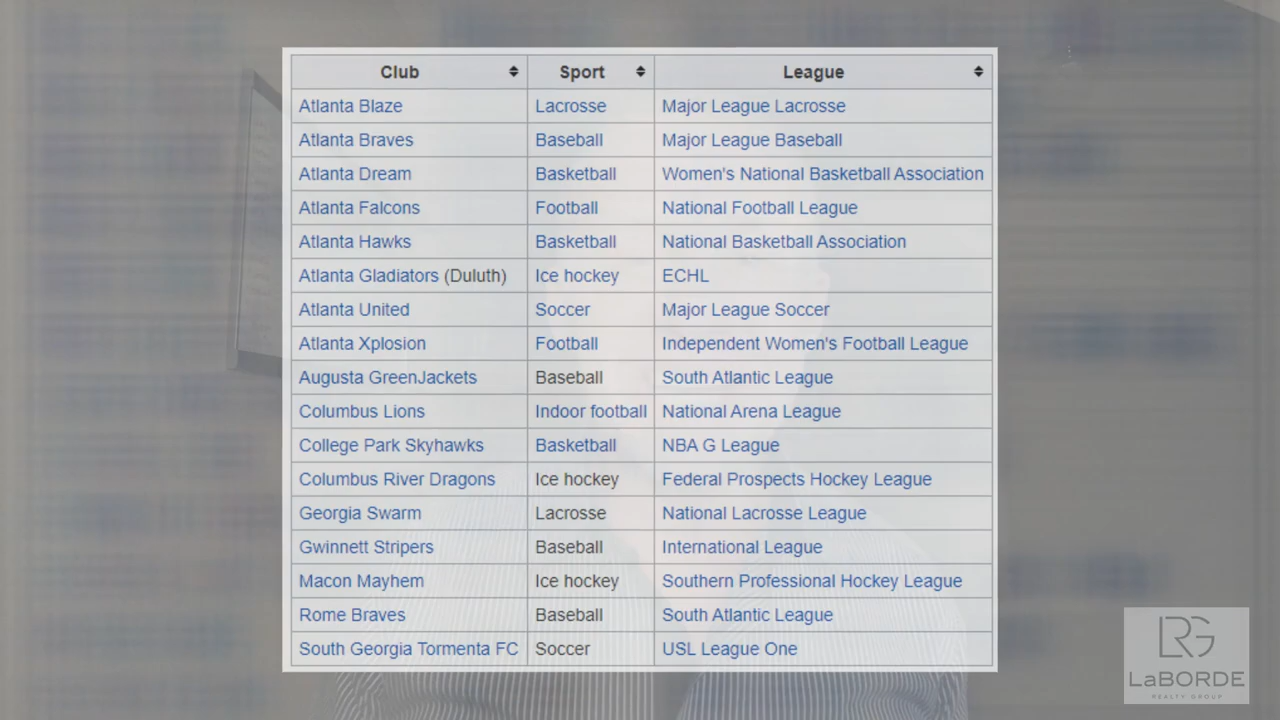 Club Sport League
Atlanta Blaze Lacrosse Major League Lacrosse
Atlanta Braves Baseball Major League Baseball
Atlanta Dream Basketball Women's National Basketball Association
Atlanta Falcons Football National Football League
Atlanta Hawks Basketball National Basketball Association
Atlanta Gladiators (Duluth) Ice hockey ECHL
Atlanta United Soccer Major League Soccer
Atlanta Xplosion Football Independent Women's Football League
Augusta GreenJackets Baseball South Atlantic League
Columbus Lions Indoor football National Arena League
College Park Skyhawks Basketball NBA G League
Columbus River Dragons Ice hockey Federal Prospects Hockey League
Georgia Swarm Lacrosse National Lacrosse League
Gwinnett Stripers Baseball International League
Macon Mayhem Ice hockey Southern Professional Hockey League
Rome Braves Baseball South Atlantic League
South Georgia Tormenta FC Soccer USL League One
LRG
LaBORDE
REALTY GROUP